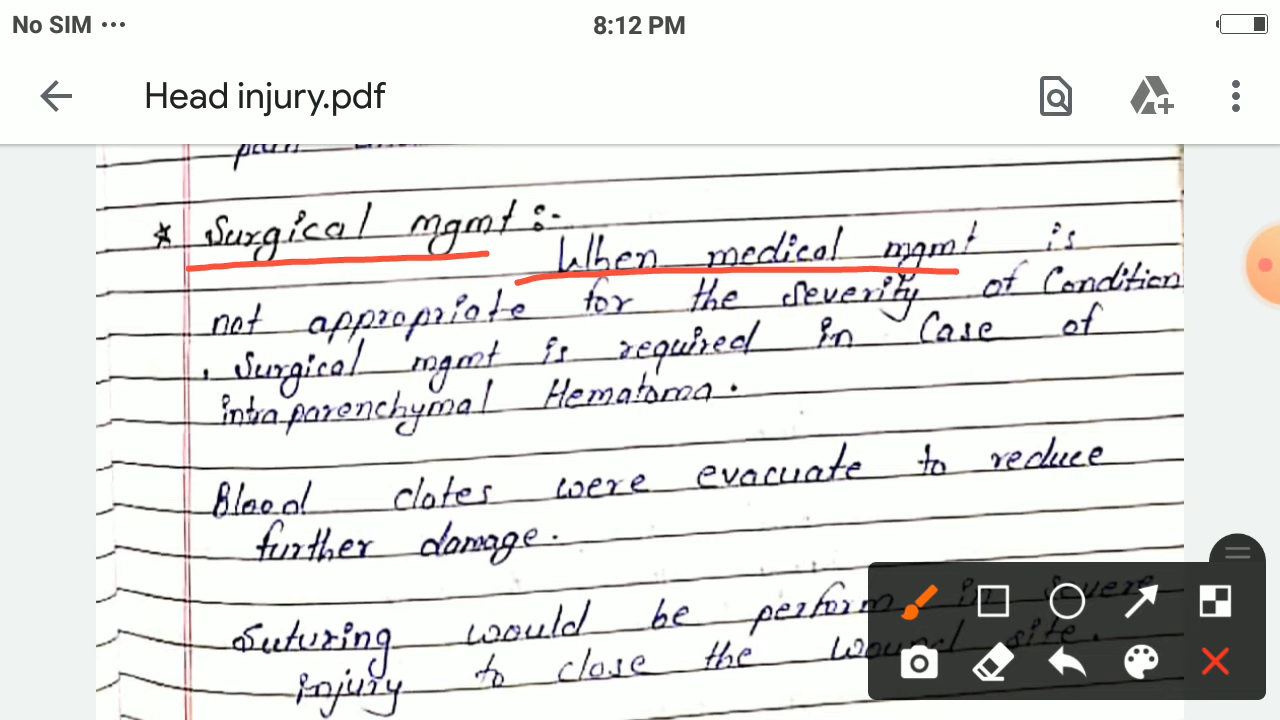 No SIM ...
8:12 PM
Head injury.pdf
* Surgical mgmt :-
When medical mgmt is
not appropriate for the severity of Condition
. Surgical mgmt is required in Case of
intraparenchymal Hematoma.
Blood clotes were evacuate to reduce
further damage.
Suturing would be perform in severe
injury to close the wound site.